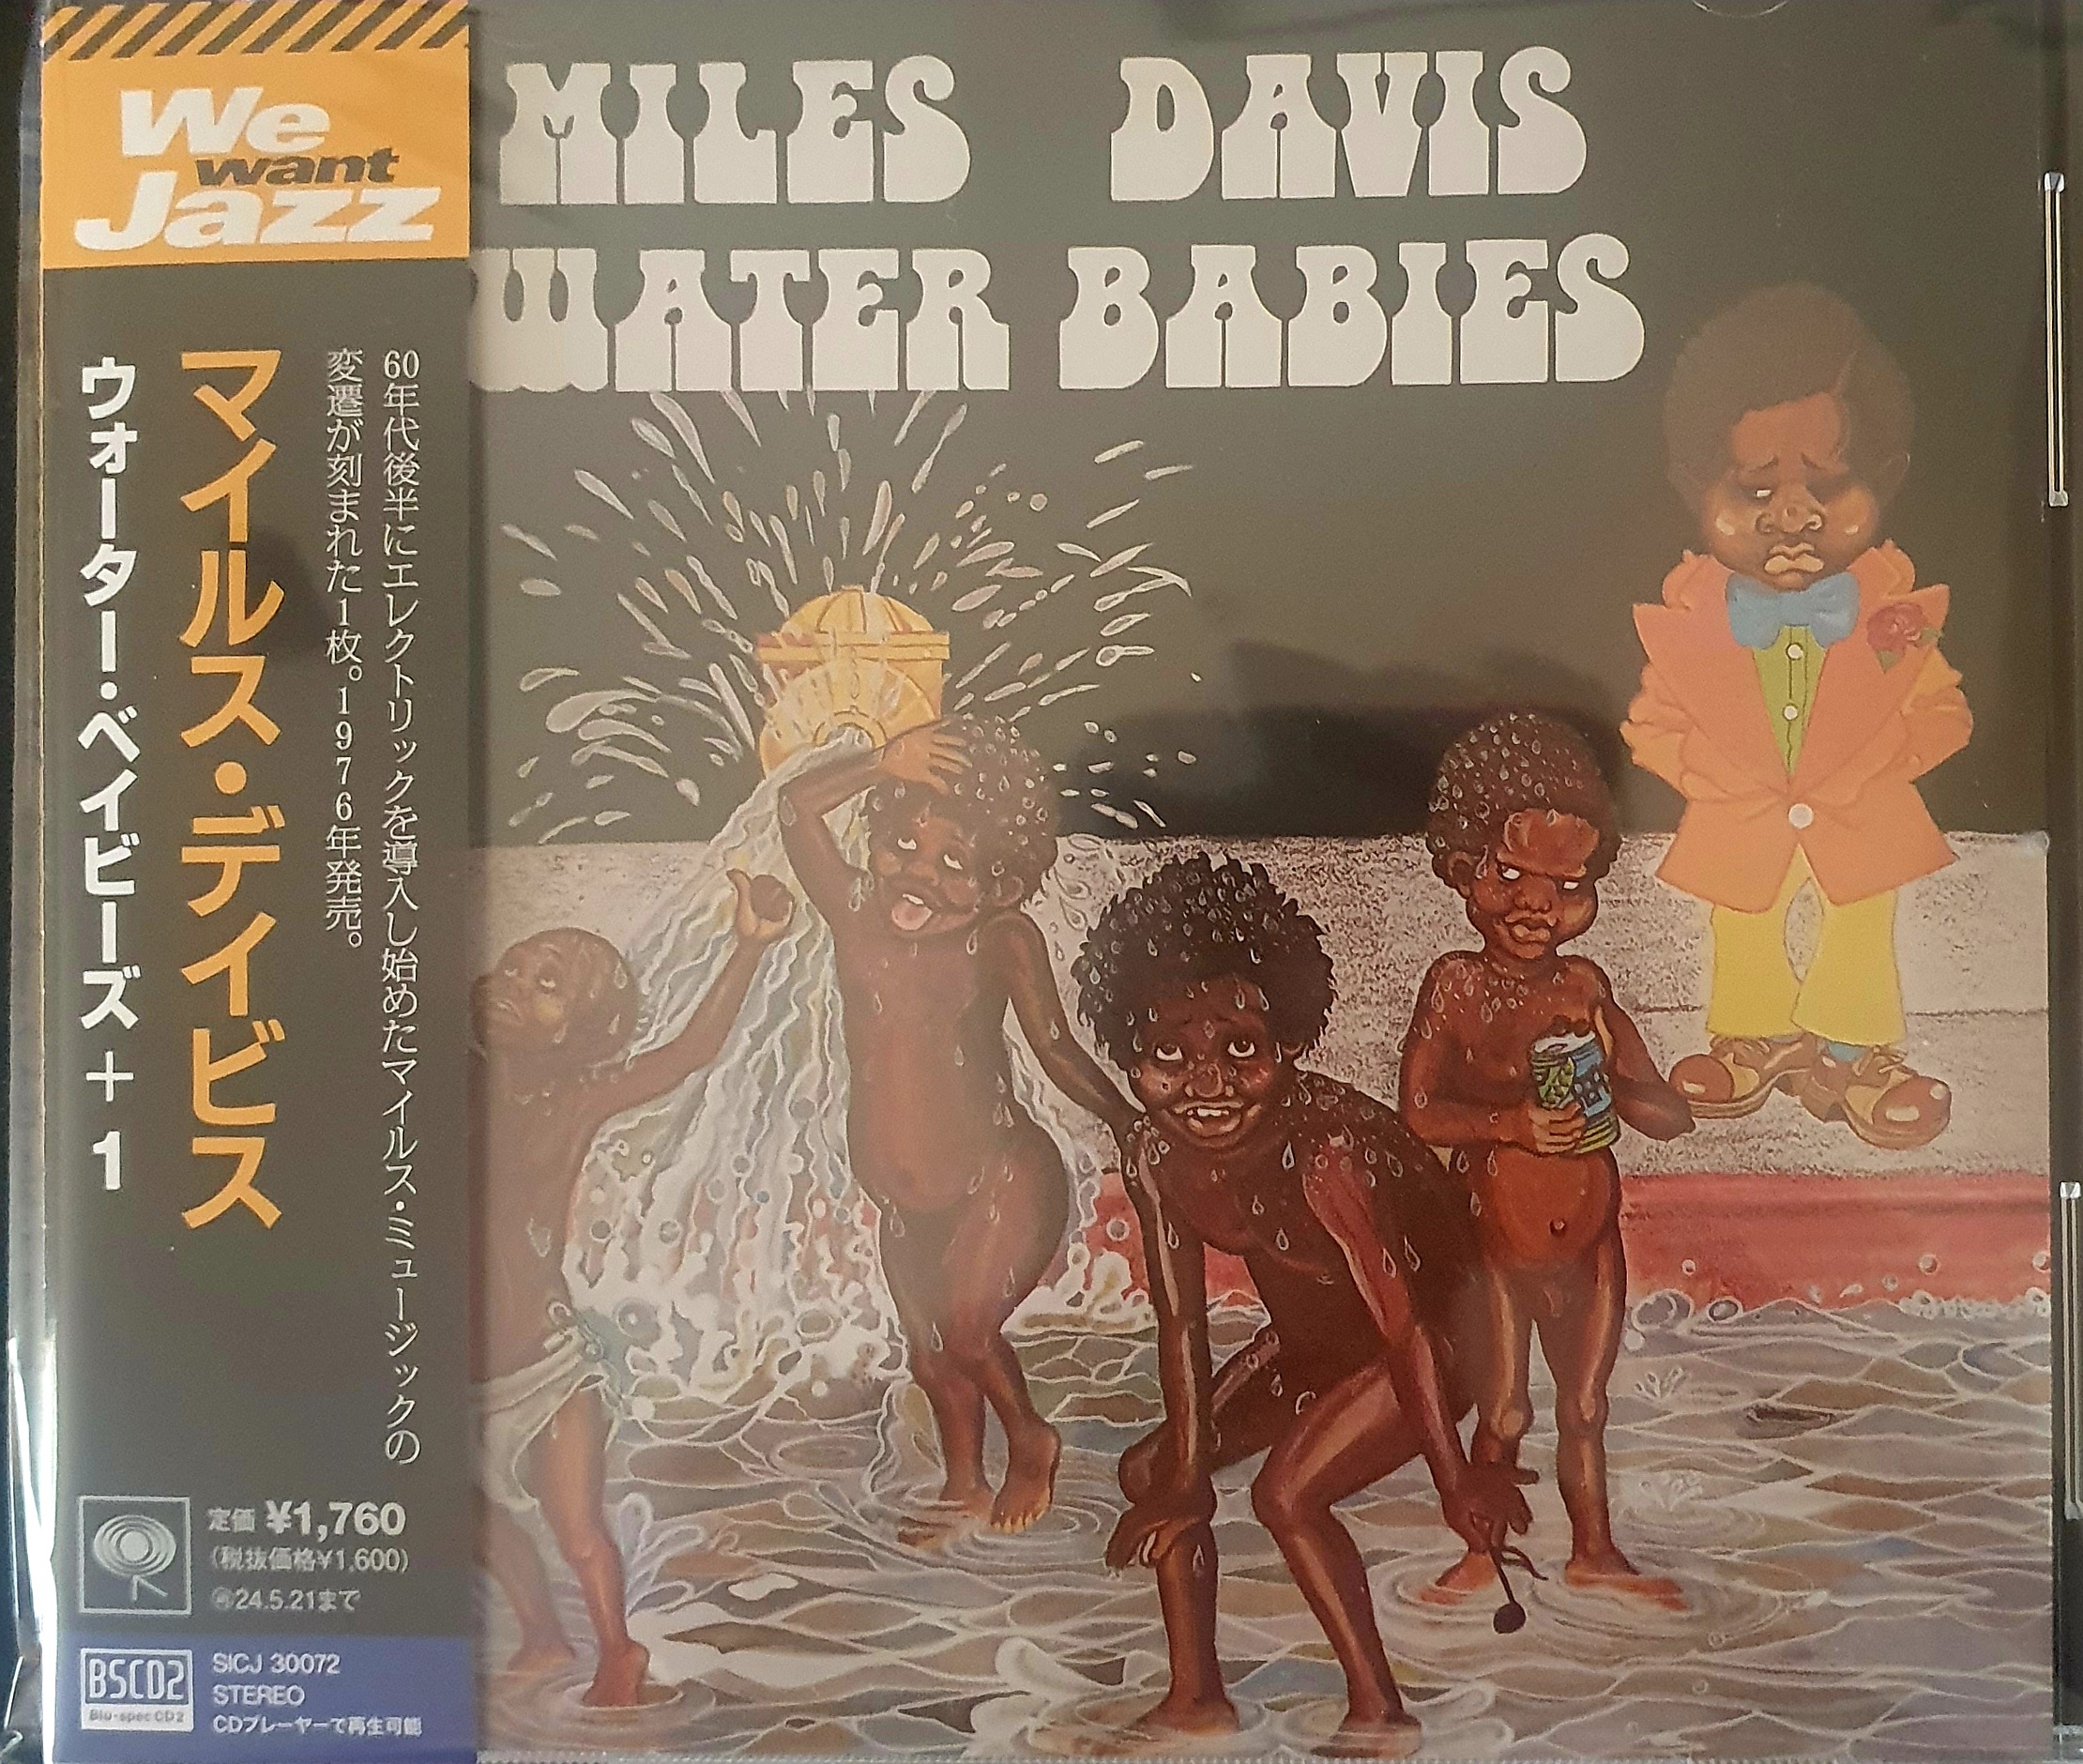 We
want
Jazz
60年代後半にエレクトリックを導入し始めたマイルス・ミュージックの
変遷が刻まれた1枚。1976年発売。
マイルス・デイビス
ウォーター・ベイビーズ+1
定価 ¥1,760
(税抜価格¥1,600)
24.5.21まで
BSCD2
Blu-spec CD2
SICJ 30072
STEREO
CDプレーヤーで再生可能
MILES DAVIS
WATER BABIES